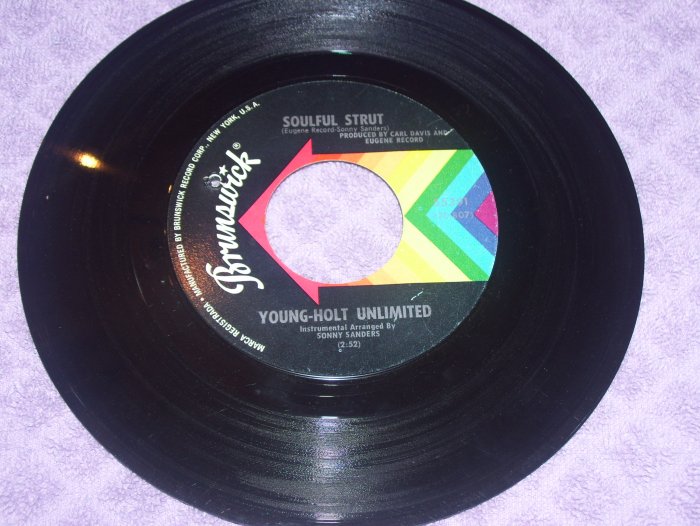 SOULFUL STRUT
(Eugene Record-Sonny Sanders)
PRODUCED BY CARL DAVIS AND
EUGENE RECORD
Brunswick®
MARCA REGISTRADA • MANUFACTURED BY BRUNSWICK RECORD CORP., NEW YORK, U.S.A.
YOUNG-HOLT UNLIMITED
Instrumental Arranged By
SONNY SANDERS
(2:52)